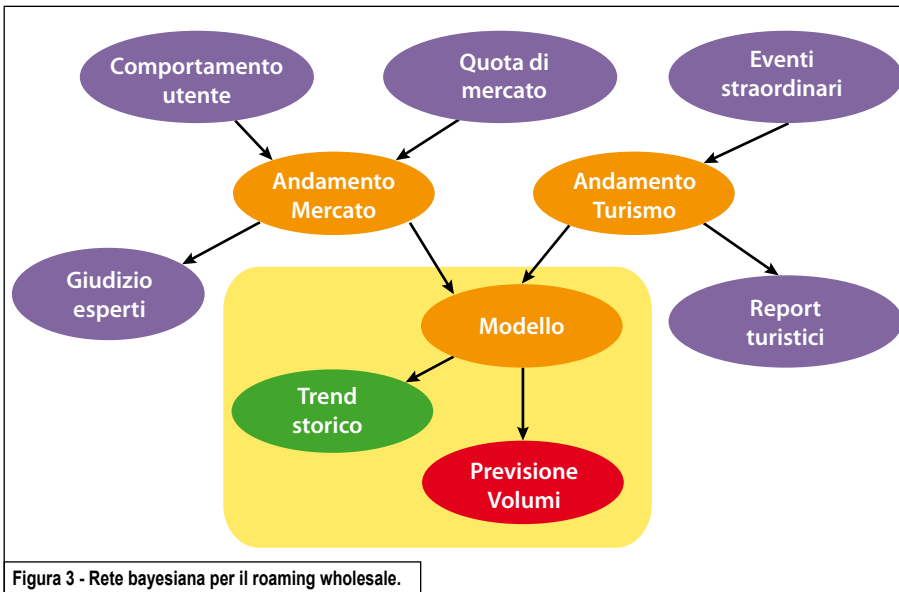 Comportamento
utente
Quota di
mercato
Eventi
straordinari
Andamento
Mercato
Andamento
Turismo
Giudizio
esperti
Modello
Report
turistici
Trend
storico
Previsione
Volumi
Figura 3 - Rete bayesiana per il roaming wholesale.